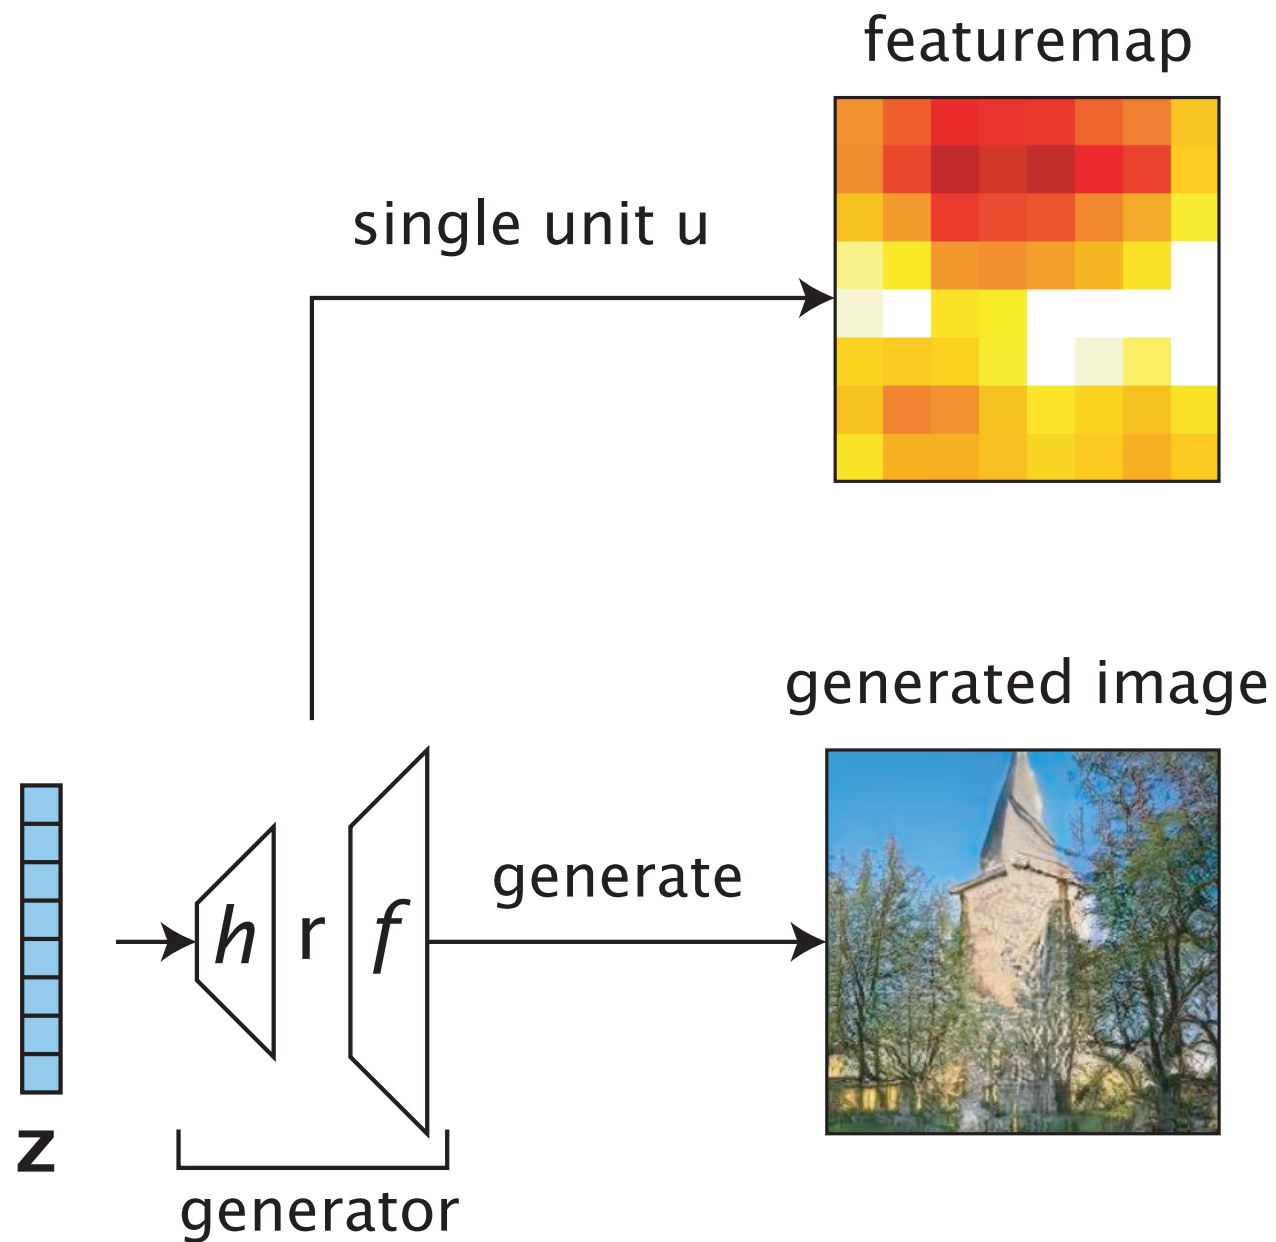 featuremap
single unit u
generated image
generate
h r f
z
generator